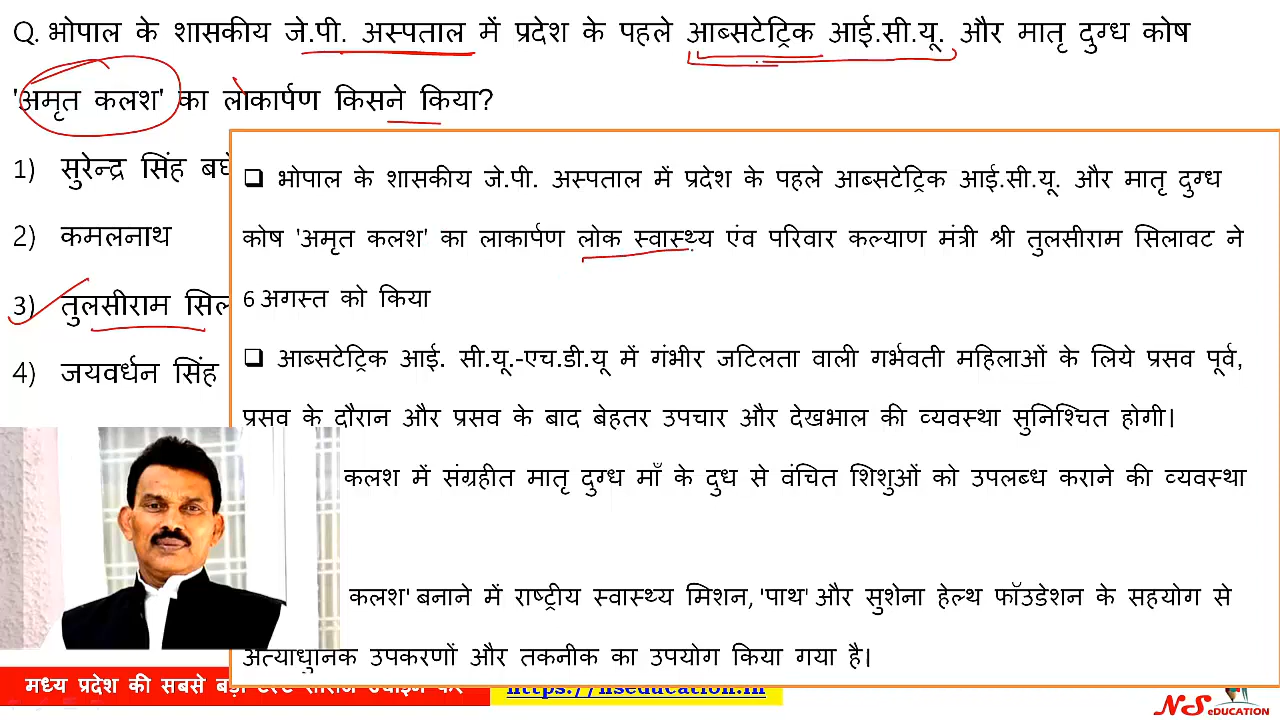 Q. भोपाल के शासकीय जे.पी. अस्पताल में प्रदेश के पहले आब्सटेट्रिक आई.सी.यू. और मातृ दुग्ध कोष
'अमृत कलश' का लोकार्पण किसने किया?
1) सुरेन्द्र सिंह
2) कमलनाथ
3) तुलसीराम
4) जयवर्धन सिंह
❑ भोपाल के शासकीय जे.पी. अस्पताल में प्रदेश के पहले आब्सटेट्रिक आई.सी.यू. और मातृ दुग्ध
कोष 'अमृत कलश' का लाकार्पण लोक स्वास्थ्य एंव परिवार कल्याण मंत्री श्री तुलसीराम सिलावट ने
6 अगस्त को किया
❑ आब्सटेट्रिक आई. सी.यू.-एच.डी.यू में गंभीर जटिलता वाली गर्भवती महिलाओं के लिये प्रसव पूर्व,
प्रसव के दौरान और प्रसव के बाद बेहतर उपचार और देखभाल की व्यवस्था सुनिश्चित होगी।
कलश में संग्रहीत मातृ दुग्ध माँ के दुध से वंचित शिशुओं को उपलब्ध कराने की व्यवस्था
कलश' बनाने में राष्ट्रीय स्वास्थ्य मिशन, 'पाथ' और सुशेना हेल्थ फॉउडेशन के सहयोग से
अत्याधुनिक उपकरणों और तकनीक का उपयोग किया गया है।
मध्य प्रदेश की सबसे
https://nseducation.in
NS eDUCATION